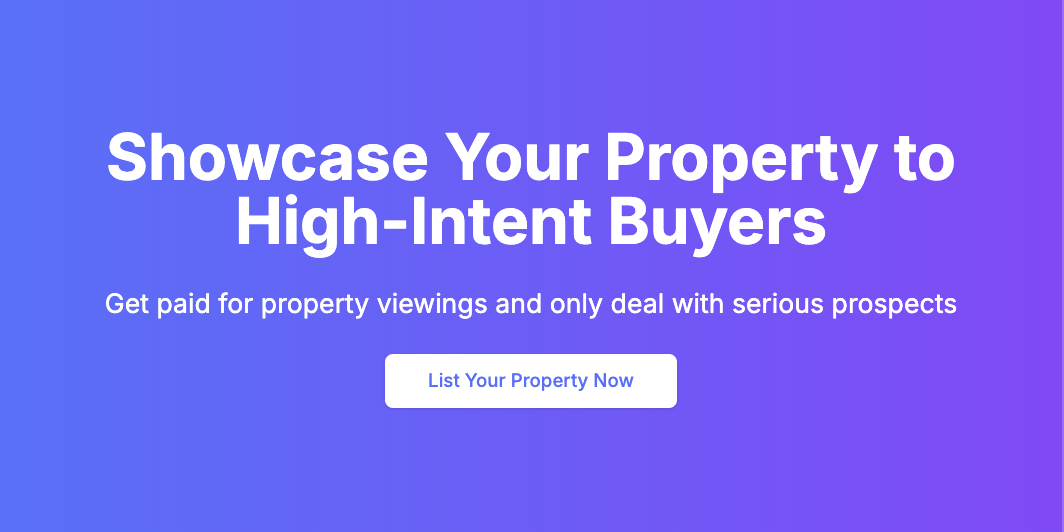 Showcase Your Property to
High-Intent Buyers
Get paid for property viewings and only deal with serious prospects
List Your Property Now